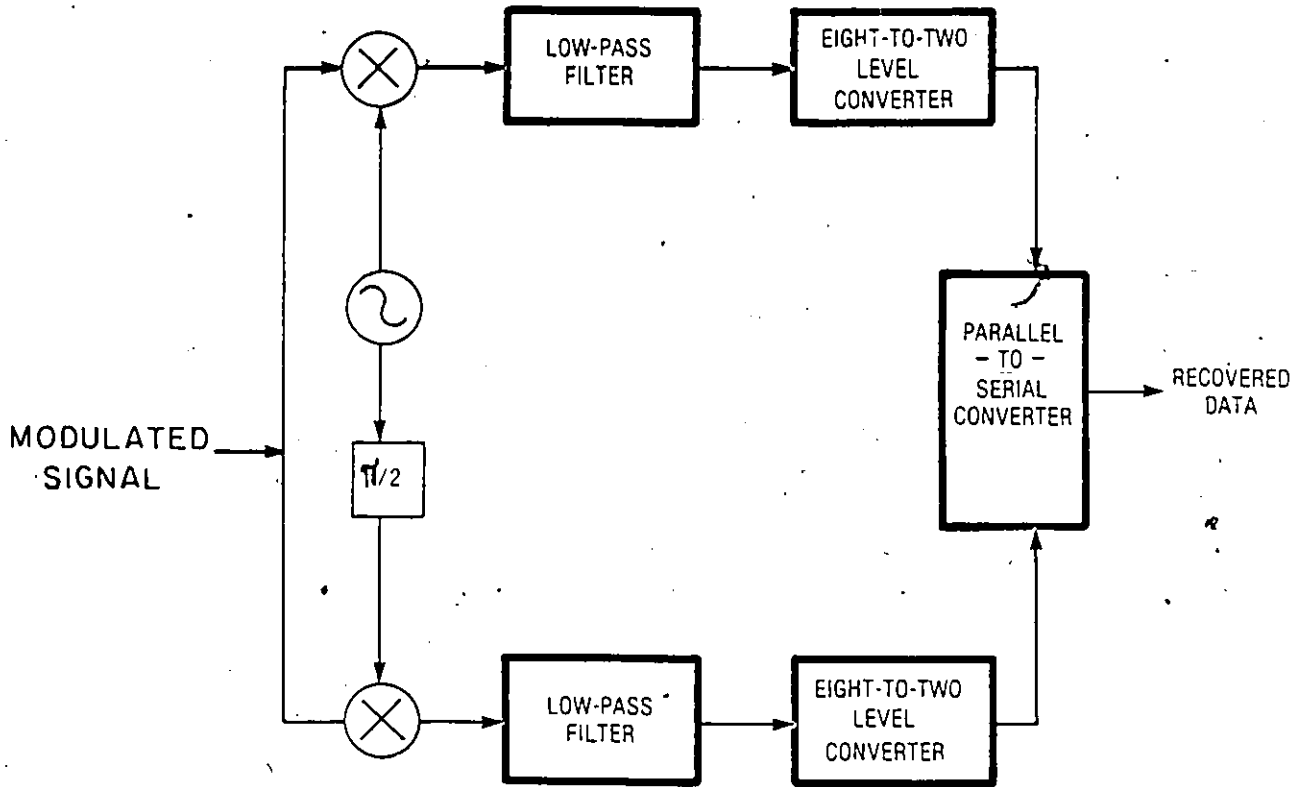 LOW-PASS
FILTER
EIGHT-TO-TWO
LEVEL
CONVERTER
PARALLEL
- TO -
SERIAL
CONVERTER
RECOVERED
DATA
MODULATED
SIGNAL
π/2
LOW-PASS
FILTER
EIGHT-TO-TWO
LEVEL
CONVERTER